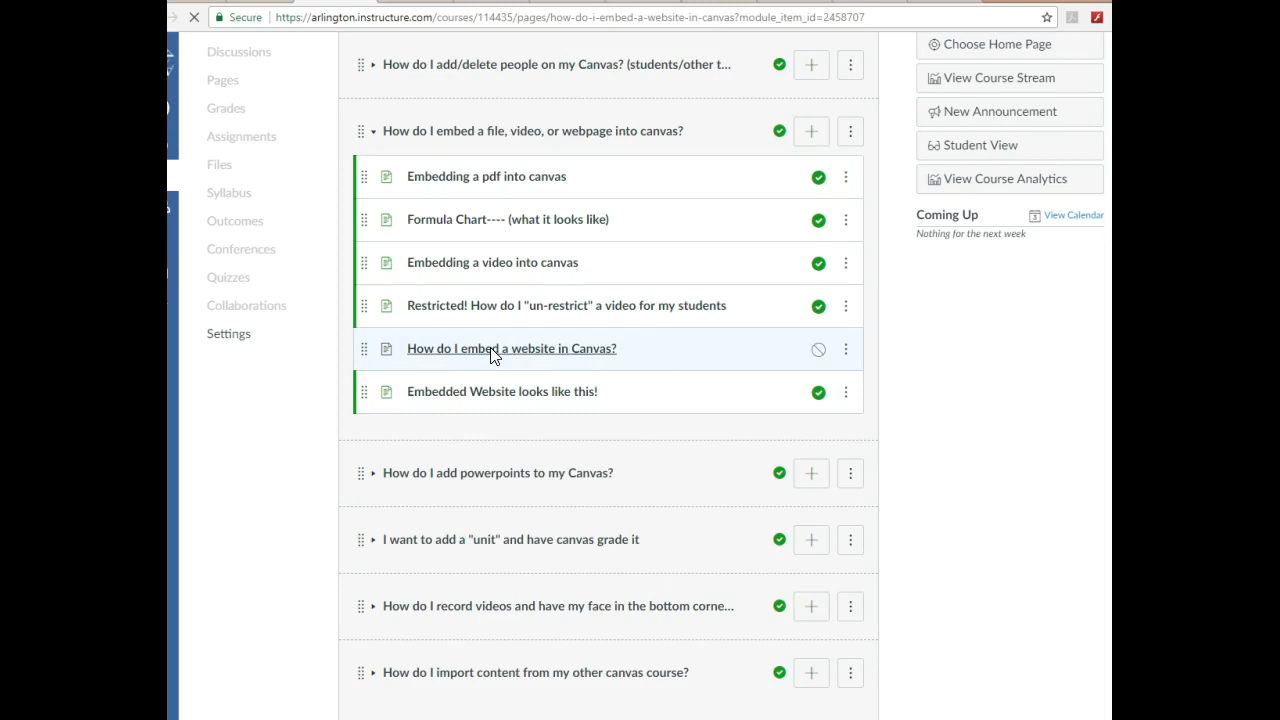 Secure
https://arlington.instructure.com/courses/114435/pages/how-do-i-embed-a-website-in-canvas?module_item_id=2458707
Discussions
Pages
Grades
Assignments
Files
Syllabus
Outcomes
Conferences
Quizzes
Collaborations
Settings
How do I add/delete people on my Canvas? (students/other t...
How do I embed a file, video, or webpage into canvas?
Embedding a pdf into canvas
Formula Chart---- (what it looks like)
Embedding a video into canvas
Restricted! How do I "un-restrict" a video for my students
How do I embed a website in Canvas?
Embedded Website looks like this!
How do I add powerpoints to my Canvas?
I want to add a "unit" and have canvas grade it
How do I record videos and have my face in the bottom corne...
How do I import content from my other canvas course?
Choose Home Page
View Course Stream
New Announcement
Student View
View Course Analytics
Coming Up
View Calendar
Nothing for the next week